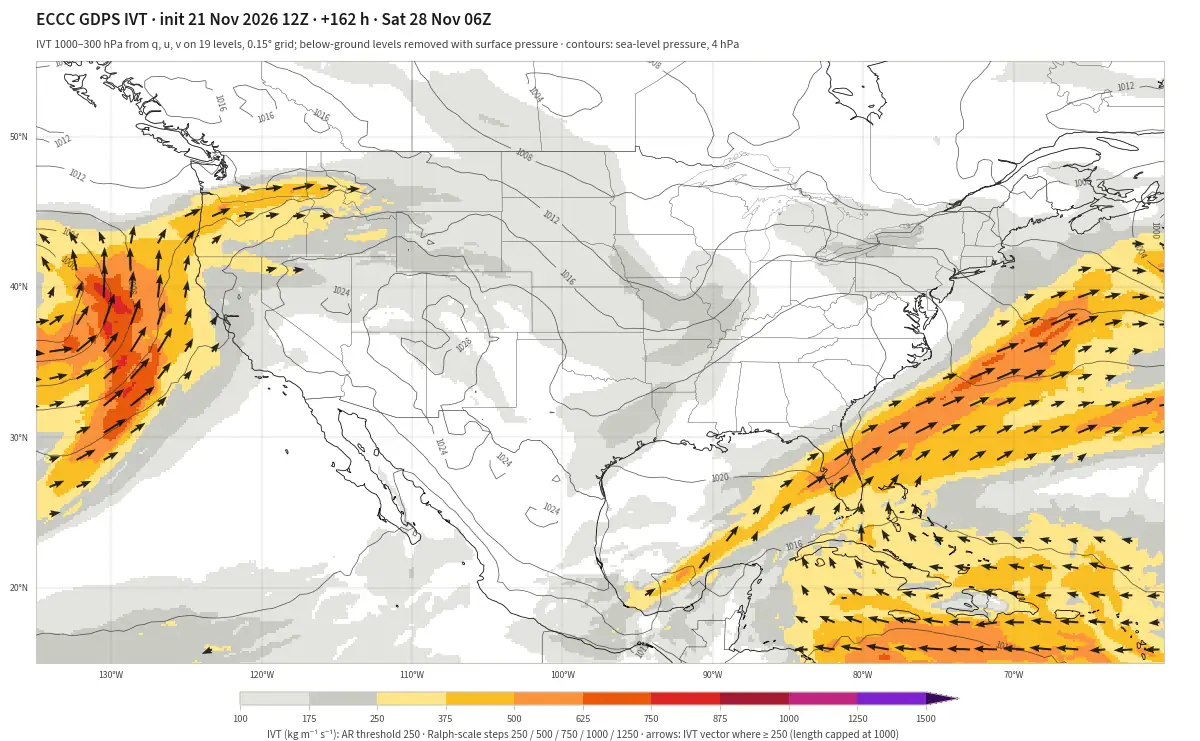 ECCC GDPS IVT · init 21 Nov 2026 12Z · +162 h · Sat 28 Nov 06Z
IVT 1000–300 hPa from q, u, v on 19 levels, 0.15° grid; below-ground levels removed with surface pressure · contours: sea-level pressure, 4 hPa
1016
1016
1016
1004
1012
1012
1008
1012
1016
1024
1028
1024
1024
1024
1020
1016
1012
1000
1004
50°N
40°N
30°N
20°N
130°W
120°W
110°W
100°W
90°W
80°W
70°W
100
175
250
375
500
625
750
875
1000
1250
1500
IVT (kg m⁻¹ s⁻¹): AR threshold 250 · Ralph-scale steps 250 / 500 / 750 / 1000 / 1250 · arrows: IVT vector where ≥ 250 (length capped at 1000)